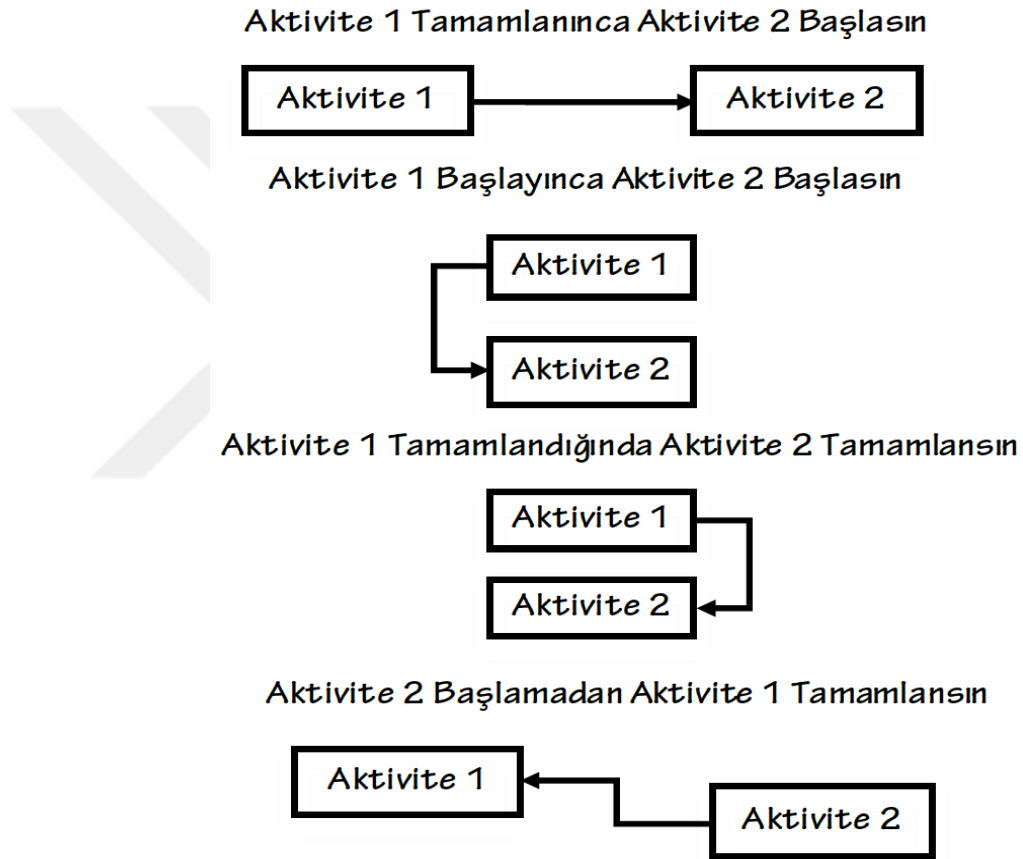 Aktivite 1 Tamamlanınca Aktivite 2 Başlasın
Aktivite 1
Aktivite 2
Aktivite 1 Başlayınca Aktivite 2 Başlasın
Aktivite 1
Aktivite 2
Aktivite 1 Tamamlandığında Aktivite 2 Tamamlansın
Aktivite 1
Aktivite 2
Aktivite 2 Başlamadan Aktivite 1 Tamamlansın
Aktivite 1
Aktivite 2